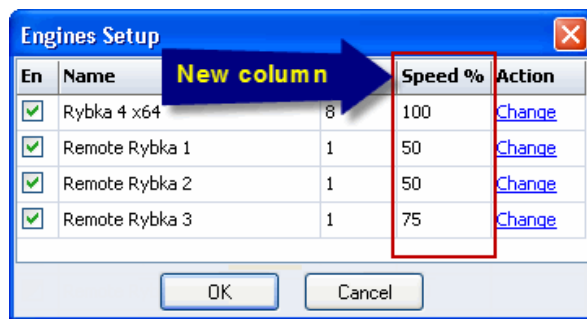 Engines Setup
En Name New column Speed % Action
Rybka 4 x64 8 100 Change
Remote Rybka 1 1 50 Change
Remote Rybka 2 1 50 Change
Remote Rybka 3 1 75 Change
OK Cancel